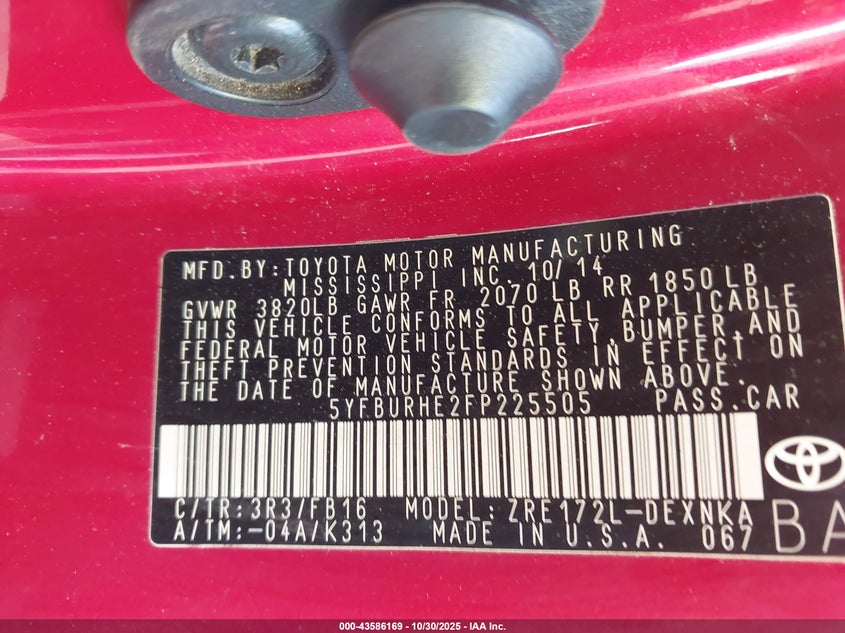 MFD. BY: TOYOTA MOTOR MANUFACTURING
MISSISSIPPI INC. 10/14
GVWR 3820LB GAWR FR 2070 LB RR 1850 LB
THIS VEHICLE CONFORMS TO ALL APPLICABLE
FEDERAL MOTOR VEHICLE SAFETY, BUMPER, AND
THEFT PREVENTION STANDARDS IN EFFECT ON
THE DATE OF MANUFACTURE SHOWN ABOVE.
5YFBURHE2FP225505 PASS. CAR
C/TR: 3R3/FB16 MODEL: ZRE172L-DEXNKA
A/TM: -04A/K313 MADE IN U.S.A. 067
BA
000-43586169 - 10/30/2025 - IAA Inc.